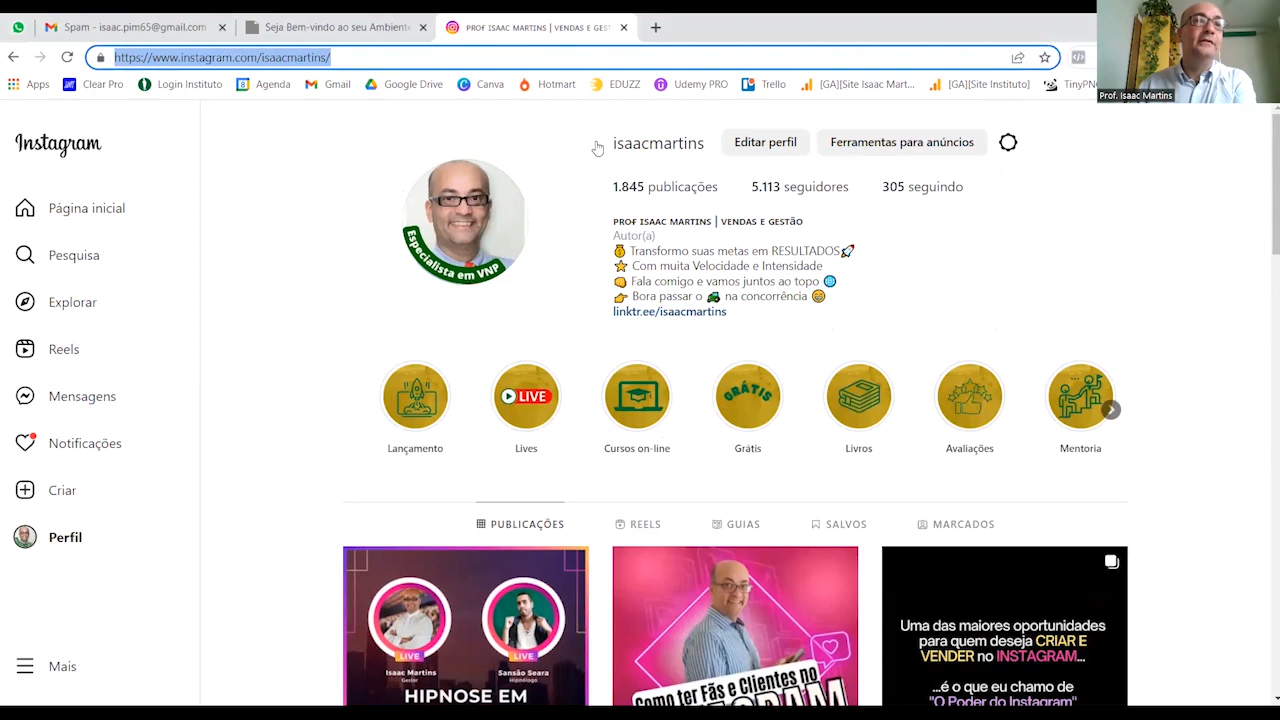 Spam - isaac.pim65@gmail.com
Seja Bem-vindo ao seu Ambiente
PROF ISAAC MARTINS | VENDAS E GEST
https://www.instagram.com/isaacmartins/
Apps
Clear Pro
Login Instituto
Agenda
Gmail
Google Drive
Canva
Hotmart
EDUZZ
Udemy PRO
Trello
[GA][Site Isaac Mart...
[GA][Site Instituto]
TinyPN
Prof. Isaac Martins
Instagram
Página inicial
Pesquisa
Explorar
Reels
Mensagens
Notificações
Criar
Perfil
Mais
isaacmartins
Editar perfil
Ferramentas para anúncios
1.845 publicações 5.113 seguidores 305 seguindo
PROF ISAAC MARTINS | VENDAS E GESTÃO
Autor(a)
💰 Transformo suas metas em RESULTADOS🚀
⭐ Com muita Velocidade e Intensidade
👊 Fala comigo e vamos juntos ao topo 🌐
👉 Bora passar o 🚜 na concorrência 😁
linktr.ee/isaacmartins
Especialista em VNP
LIVE
GRÁTIS
Lançamento
Lives
Cursos on-line
Grátis
Livros
Avaliações
Mentoria
PUBLICAÇÕES
REELS
GUIAS
SALVOS
MARCADOS
LIVE
LIVE
Isaac Martins
Gestor
Sansão Seara
Hipnólogo
HIPNOSE EM
Como ter Fãs e Clientes no
INSTAGRAM
Uma das maiores oportunidades
para quem deseja CRIAR E
VENDER no INSTAGRAM...
...é o que eu chamo de
"O Poder do Instagram"